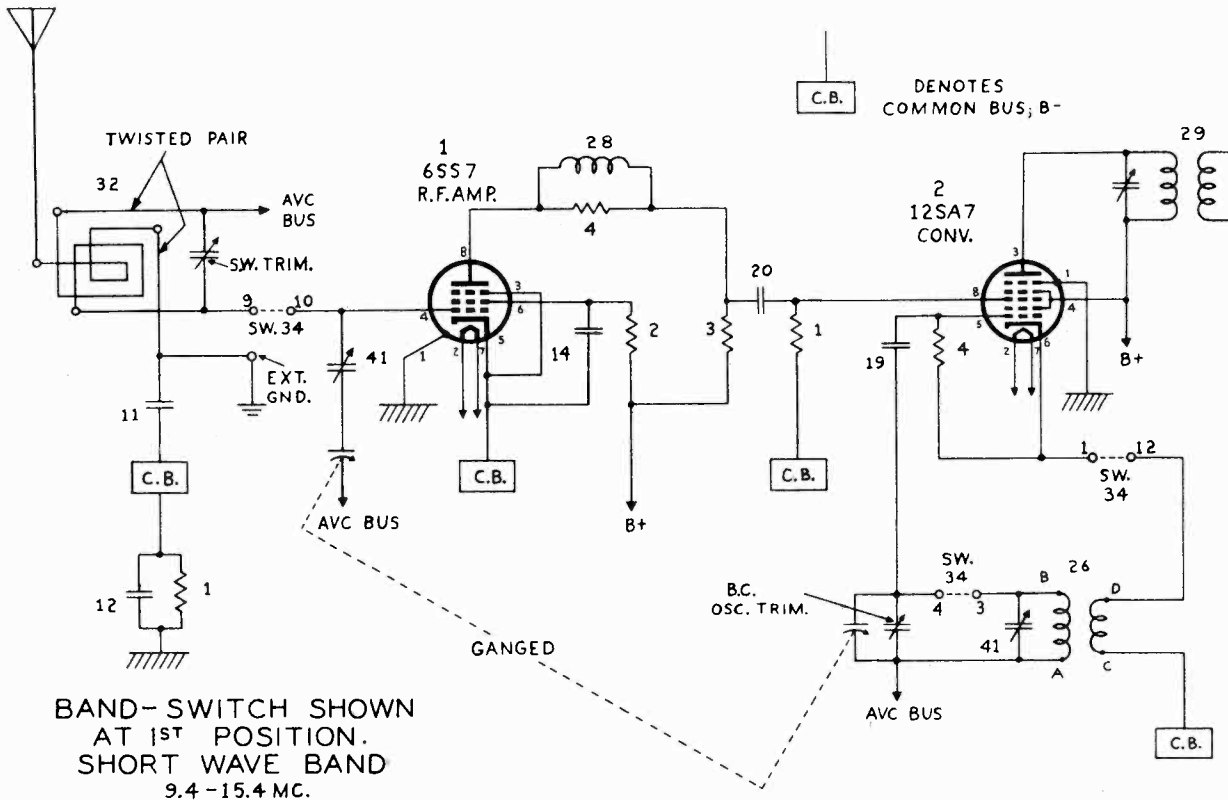 C.B.
DENOTES
COMMON BUS; B-
TWISTED PAIR
32
AVC
BUS
S.W. TRIM.
9 10
SW. 34
EXT.
GND.
11
C.B.
12
1
1
6SS7
R.F. AMP.
28
4
8
3
6
4
5
1
2
7
41
AVC BUS
14
2
C.B.
B+
3
20
1
C.B.
2
12SA7
CONV.
29
3
1
8
4
5
6
2
7
B+
19
4
1 12
SW.
34
SW.
34
4 3
B.C.
OSC. TRIM.
41
B
26
D
A
C
AVC BUS
C.B.
GANGED
BAND-SWITCH SHOWN
AT 1ST POSITION.
SHORT WAVE BAND
9.4-15.4 MC.